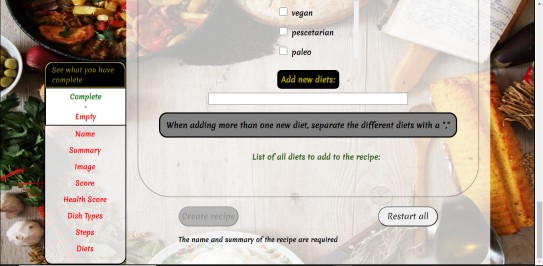 vegan
pescetarian
paleo
Add new diets:
When adding more than one new diet, separate the different diets with a ","
List of all diets to add to the recipe:
Create recipe
Restart all
The name and summary of the recipe are required
See what you have
complete
Complete
-
Empty
Name
Summary
Image
Score
Health Score
Dish Types
Steps
Diets